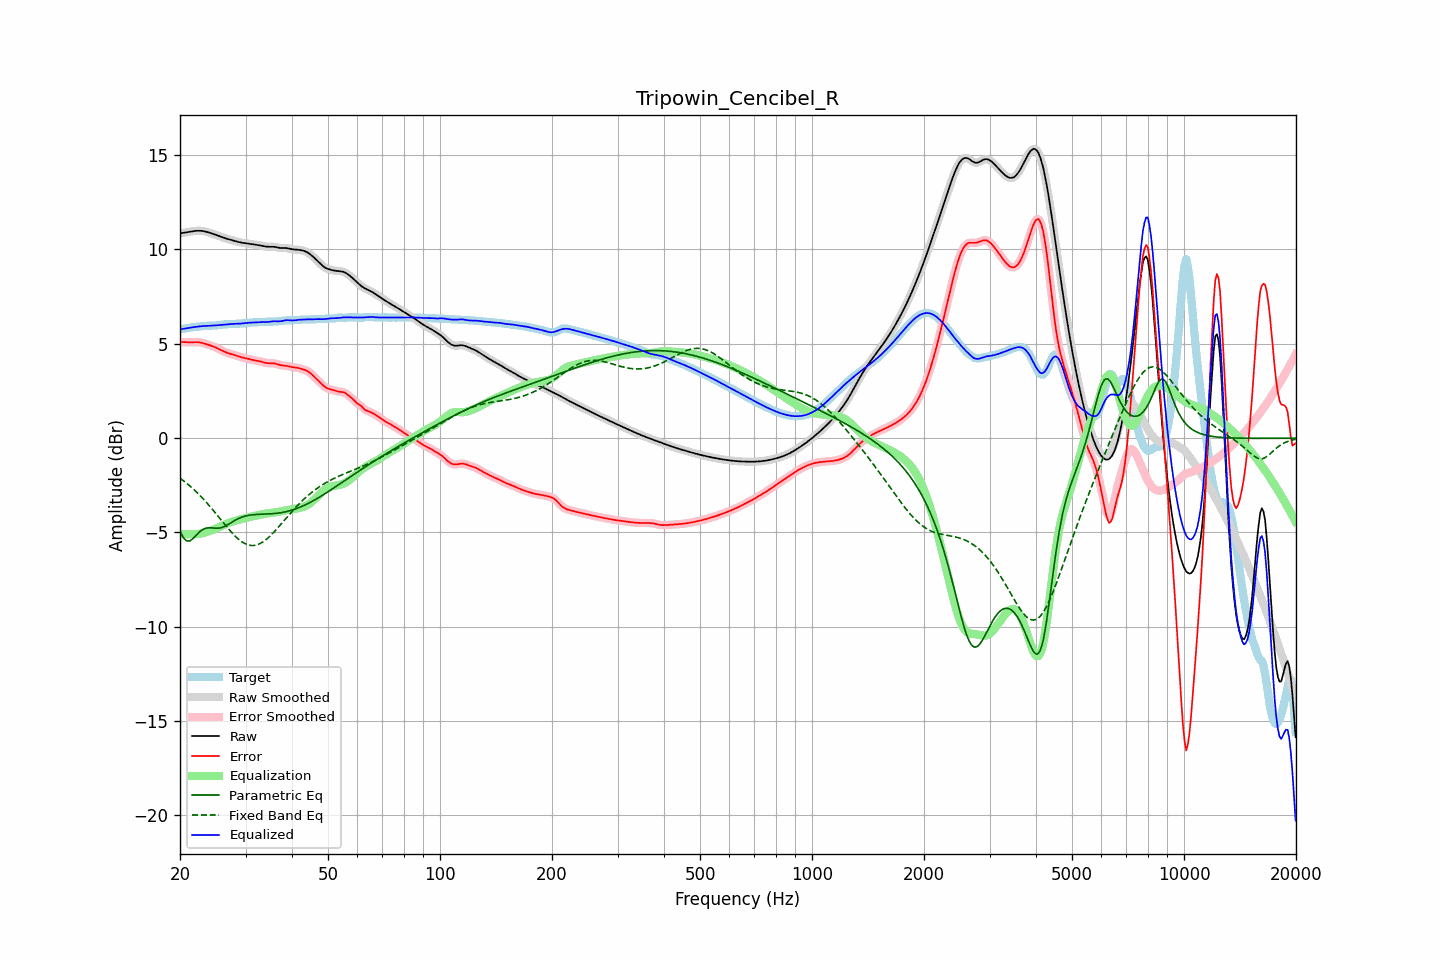 Tripowin_Cencibel_R
Amplitude (dBr)
15
10
5
0
−5
−10
−15
−20
Target
Raw Smoothed
Error Smoothed
Raw
Error
Equalization
Parametric Eq
Fixed Band Eq
Equalized
20 50 100 200 500 1000 2000 5000 10000 20000
Frequency (Hz)